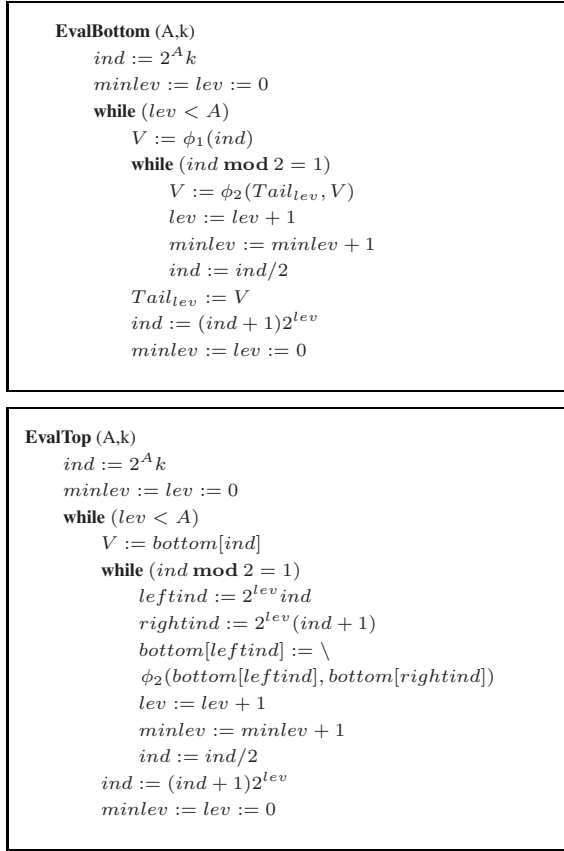 EvalBottom (A,k)
ind := 2^A k
minlev := lev := 0
while (lev < A)
V := ϕ₁(ind)
while (ind mod 2 = 1)
V := ϕ₂(Tail_lev, V)
lev := lev + 1
minlev := minlev + 1
ind := ind/2
Tail_lev := V
ind := (ind + 1)2^lev
minlev := lev := 0
EvalTop (A,k)
ind := 2^A k
minlev := lev := 0
while (lev < A)
V := bottom[ind]
while (ind mod 2 = 1)
leftind := 2^lev ind
rightind := 2^lev (ind + 1)
bottom[leftind] := \
ϕ₂(bottom[leftind], bottom[rightind])
lev := lev + 1
minlev := minlev + 1
ind := ind/2
ind := (ind + 1)2^lev
minlev := lev := 0